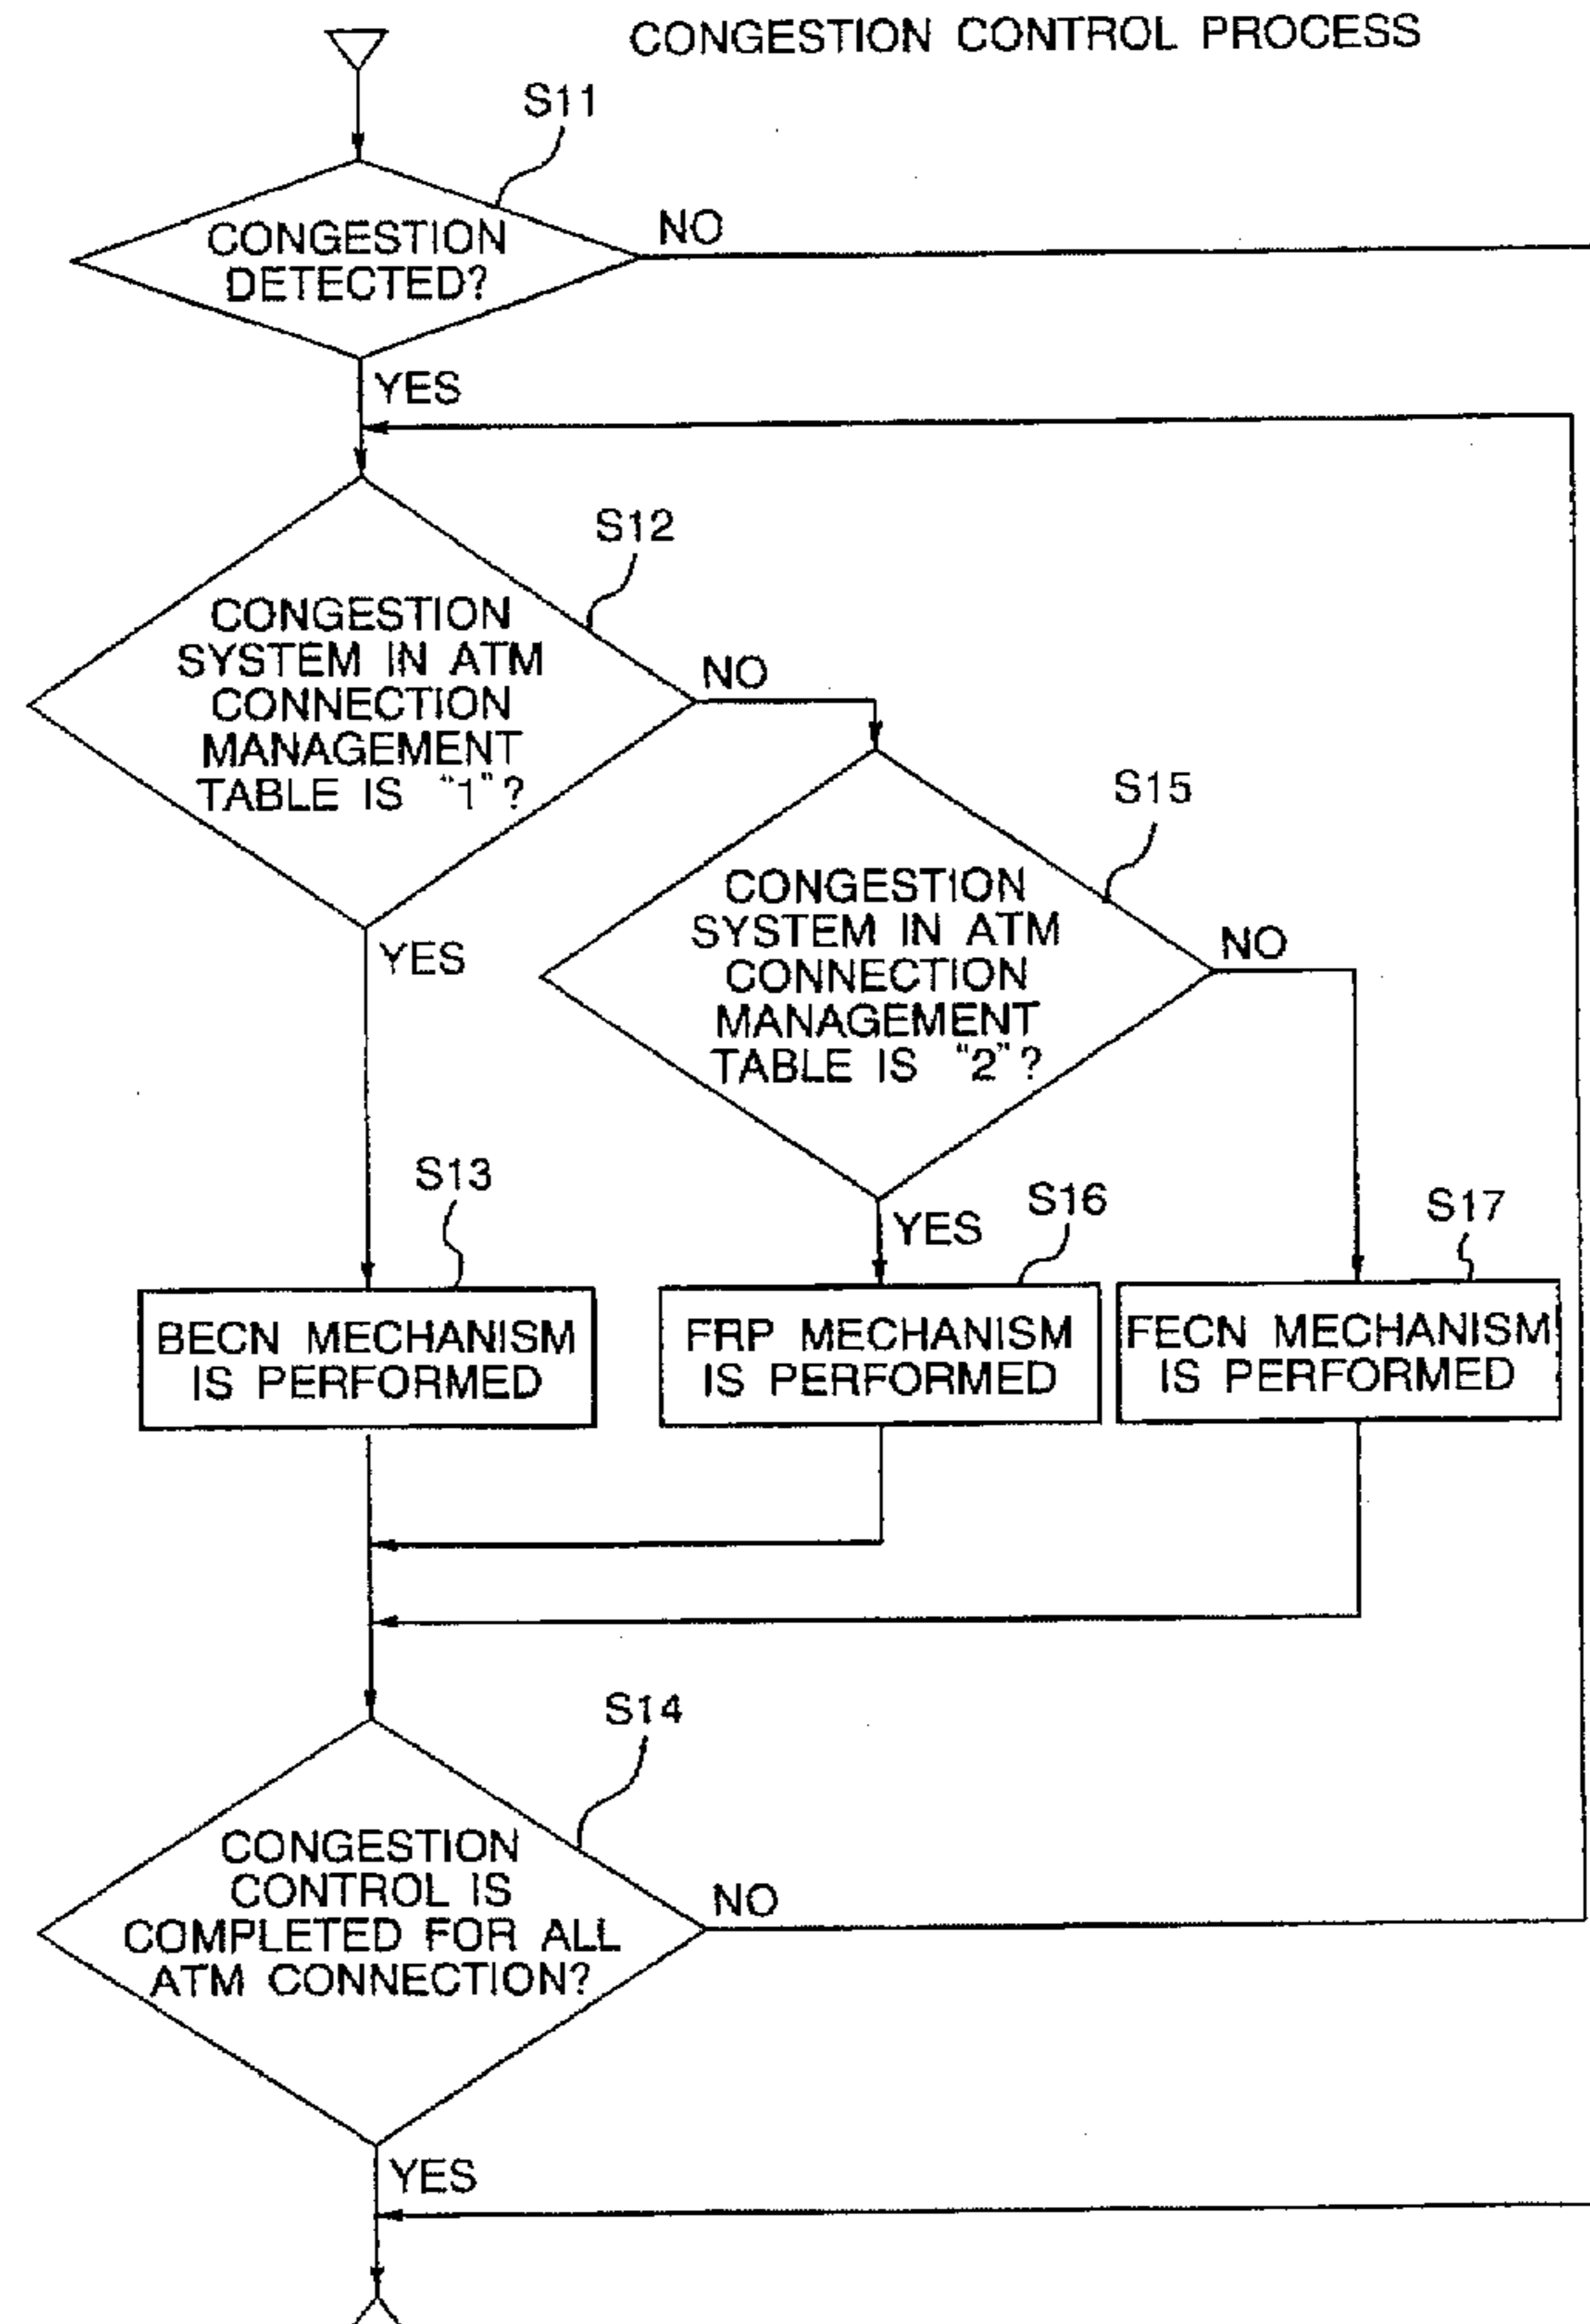 CONGESTION CONTROL PROCESS
S11
CONGESTION
DETECTED?
NO
YES
S12
CONGESTION
SYSTEM IN ATM
CONNECTION
MANAGEMENT
TABLE IS "1"?
NO
YES
S15
CONGESTION
SYSTEM IN ATM
CONNECTION
MANAGEMENT
TABLE IS "2"?
NO
YES
S13
BECN MECHANISM
IS PERFORMED
S16
FRP MECHANISM
IS PERFORMED
S17
FECN MECHANISM
IS PERFORMED
S14
CONGESTION
CONTROL IS
COMPLETED FOR ALL
ATM CONNECTION?
NO
YES